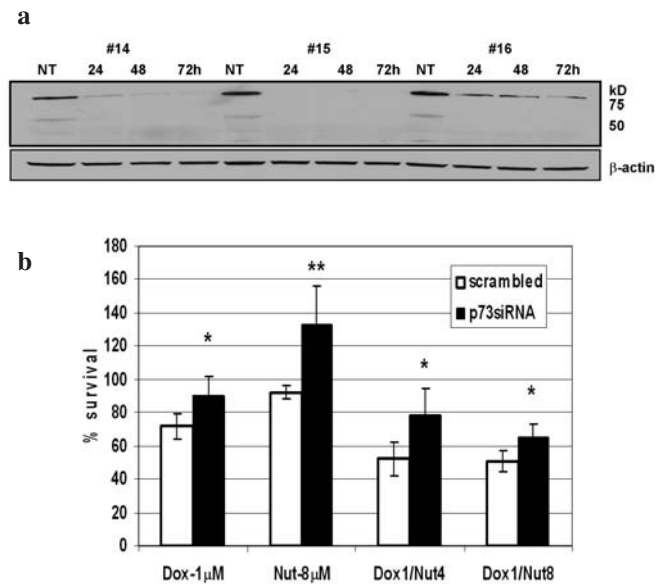 a
#14 #15 #16
NT 24 48 72h NT 24 48 72h NT 24 48 72h
kD
75
50
β-actin
b
180
160
140
120
100
80
60
40
20
0
% survival
* ** * *
scrambled
p73siRNA
Dox-1µM Nut-8µM Dox1/Nut4 Dox1/Nut8